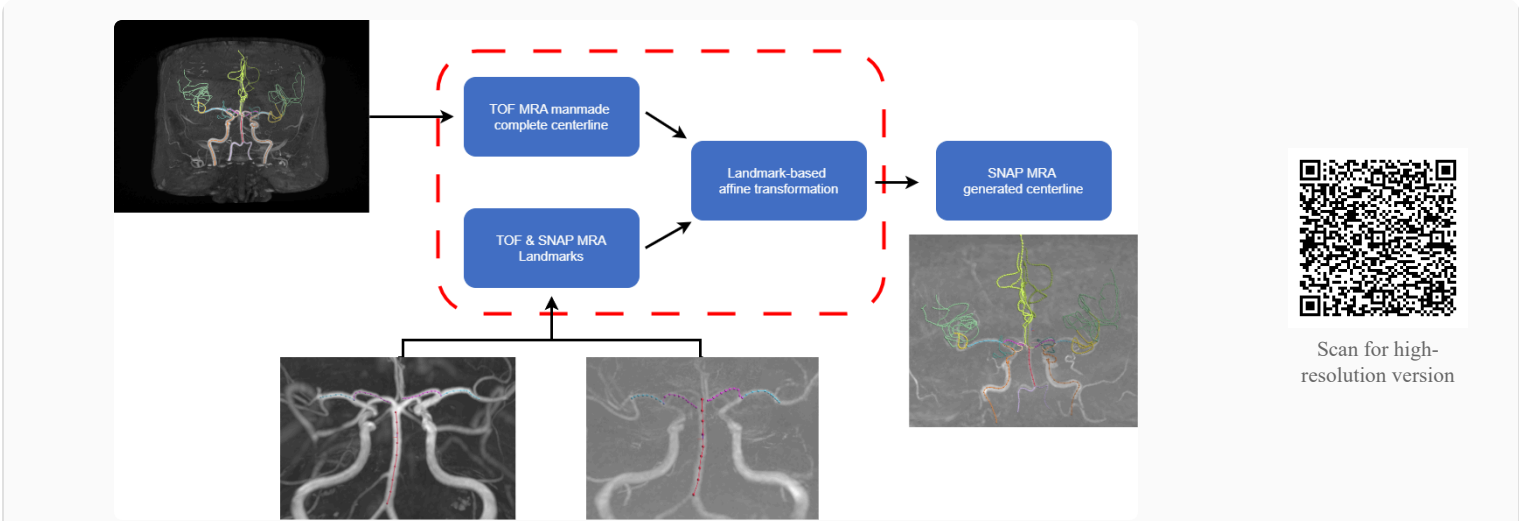 TOF MRA manmade
complete centerline
Landmark-based
affine transformation
SNAP MRA
generated centerline
TOF & SNAP MRA
Landmarks
Scan for high-
resolution version